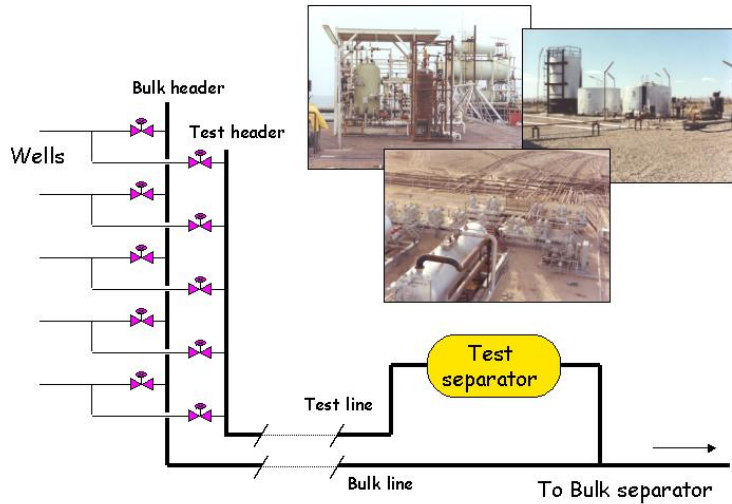 Bulk header
Test header
Wells
Test
separator
Test line
Bulk line
To Bulk separator